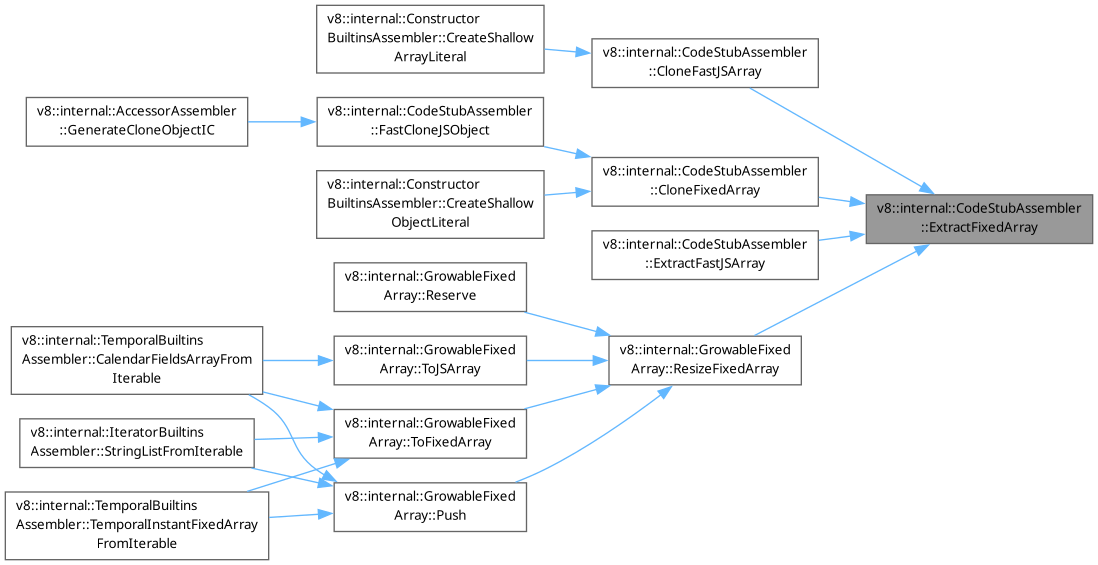 v8::internal::Constructor
BuiltinsAssembler::CreateShallow
ArrayLiteral
v8::internal::CodeStubAssembler
::CloneFastJSArray
v8::internal::AccessorAssembler
::GenerateCloneObjectIC
v8::internal::CodeStubAssembler
::FastCloneJSObject
v8::internal::Constructor
BuiltinsAssembler::CreateShallow
ObjectLiteral
v8::internal::CodeStubAssembler
::CloneFixedArray
v8::internal::CodeStubAssembler
::ExtractFixedArray
v8::internal::CodeStubAssembler
::ExtractFastJSArray
v8::internal::GrowableFixed
Array::Reserve
v8::internal::TemporalBuiltins
Assembler::CalendarFieldsArrayFrom
Iterable
v8::internal::GrowableFixed
Array::ToJSArray
v8::internal::GrowableFixed
Array::ResizeFixedArray
v8::internal::IteratorBuiltins
Assembler::StringListFromIterable
v8::internal::GrowableFixed
Array::ToFixedArray
v8::internal::TemporalBuiltins
Assembler::TemporalInstantFixedArray
FromIterable
v8::internal::GrowableFixed
Array::Push